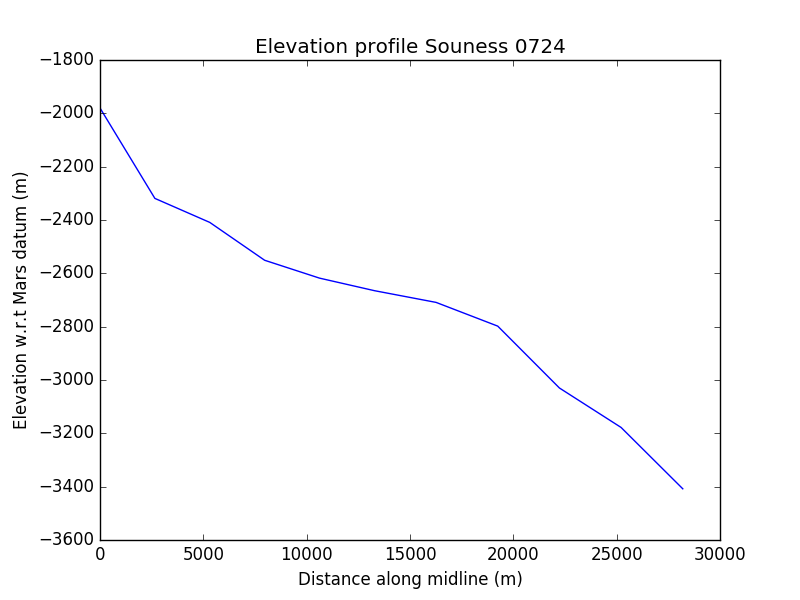 Elevation profile Souness 0724
−1800
−2000
−2200
−2400
−2600
−2800
−3000
−3200
−3400
−3600
Elevation w.r.t Mars datum (m)
0 5000 10000 15000 20000 25000 30000
Distance along midline (m)